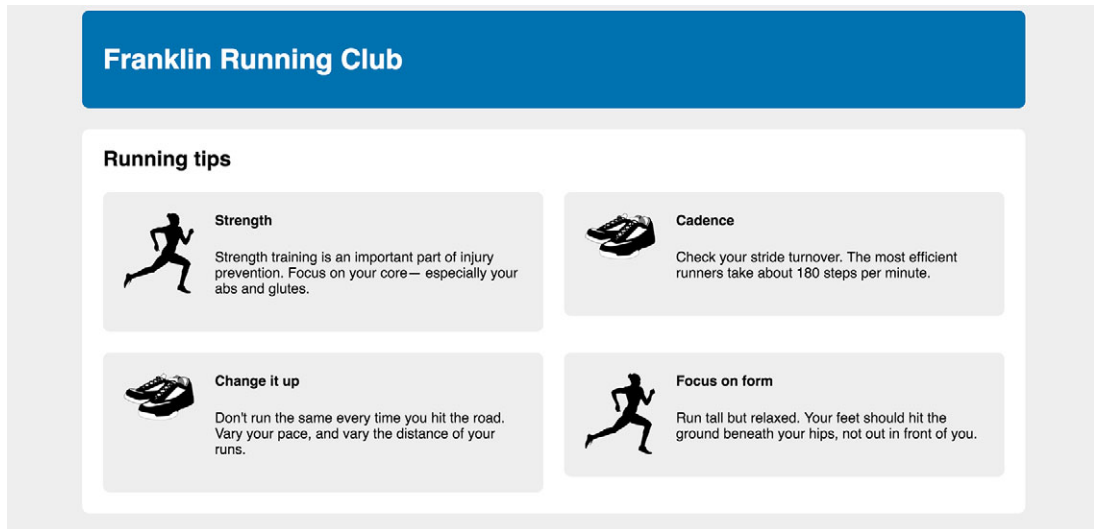 Franklin Running Club
Running tips
Strength
Strength training is an important part of injury
prevention. Focus on your core— especially your
abs and glutes.
Cadence
Check your stride turnover. The most efficient
runners take about 180 steps per minute.
Change it up
Don't run the same every time you hit the road.
Vary your pace, and vary the distance of your
runs.
Focus on form
Run tall but relaxed. Your feet should hit the
ground beneath your hips, not out in front of you.